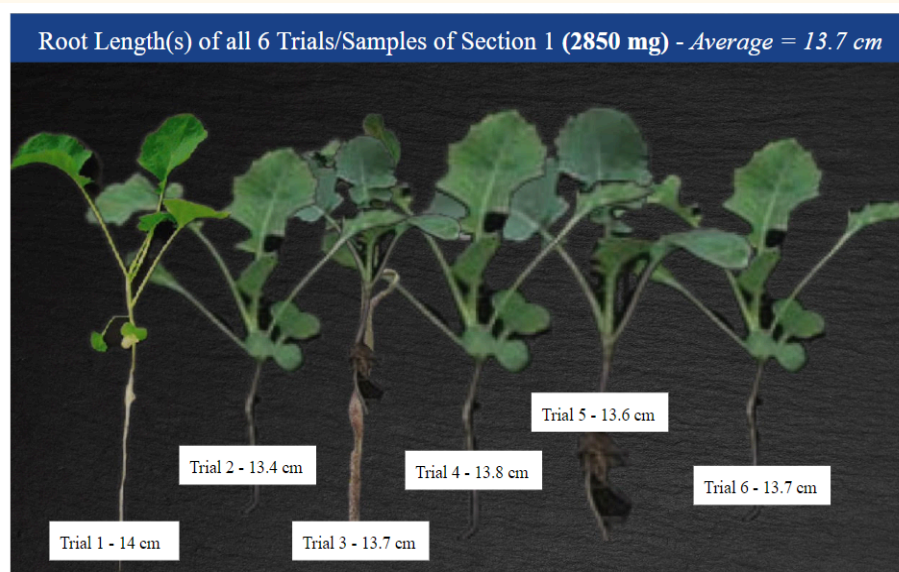 Root Length(s) of all 6 Trials/Samples of Section 1 (2850 mg) - Average = 13.7 cm
Trial 1 - 14 cm
Trial 2 - 13.4 cm
Trial 3 - 13.7 cm
Trial 4 - 13.8 cm
Trial 5 - 13.6 cm
Trial 6 - 13.7 cm